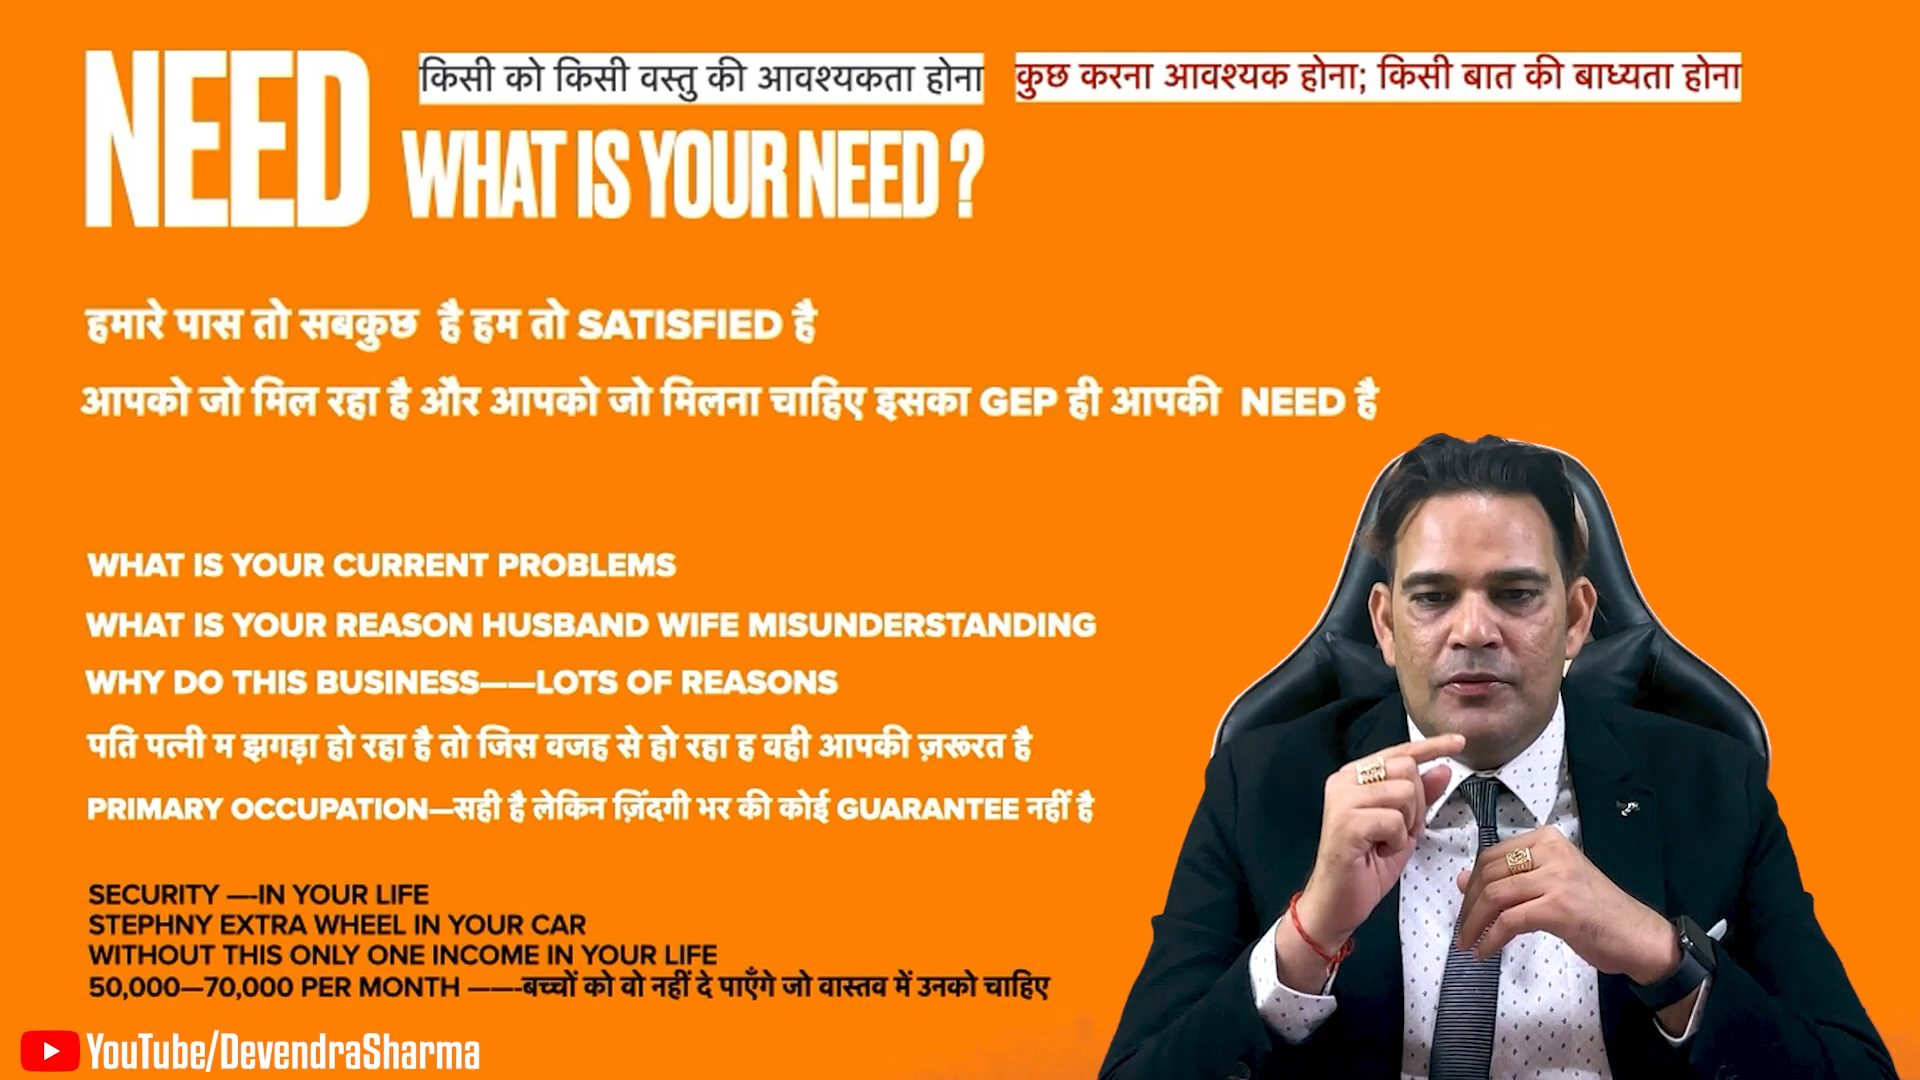 NEED
किसी को किसी वस्तु की आवश्यकता होना
कुछ करना आवश्यक होना; किसी बात की बाध्यता होना
WHAT IS YOUR NEED ?
हमारे पास तो सबकुछ है हम तो SATISFIED है
आपको जो मिल रहा है और आपको जो मिलना चाहिए इसका GEP ही आपकी NEED है
WHAT IS YOUR CURRENT PROBLEMS
WHAT IS YOUR REASON HUSBAND WIFE MISUNDERSTANDING
WHY DO THIS BUSINESS——LOTS OF REASONS
पति पत्नी म झगड़ा हो रहा है तो जिस वजह से हो रहा ह वही आपकी ज़रूरत है
PRIMARY OCCUPATION—सही है लेकिन ज़िंदगी भर की कोई GUARANTEE नहीं है
SECURITY —-IN YOUR LIFE
STEPHNY EXTRA WHEEL IN YOUR CAR
WITHOUT THIS ONLY ONE INCOME IN YOUR LIFE
50,000—70,000 PER MONTH ——-बच्चों को वो नहीं दे पाएँगे जो वास्तव में उनको चाहिए
YouTube/DevendraSharma